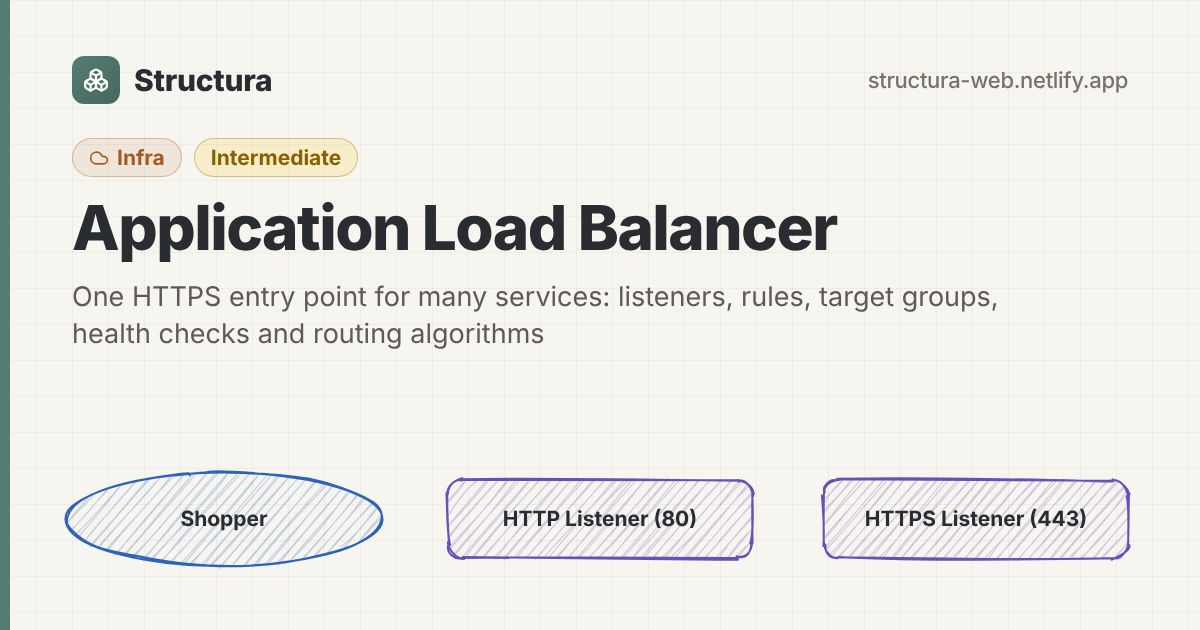 Structura
structura-web.netlify.app
Infra
Intermediate
Application Load Balancer
One HTTPS entry point for many services: listeners, rules, target groups,
health checks and routing algorithms
Shopper
HTTP Listener (80)
HTTPS Listener (443)